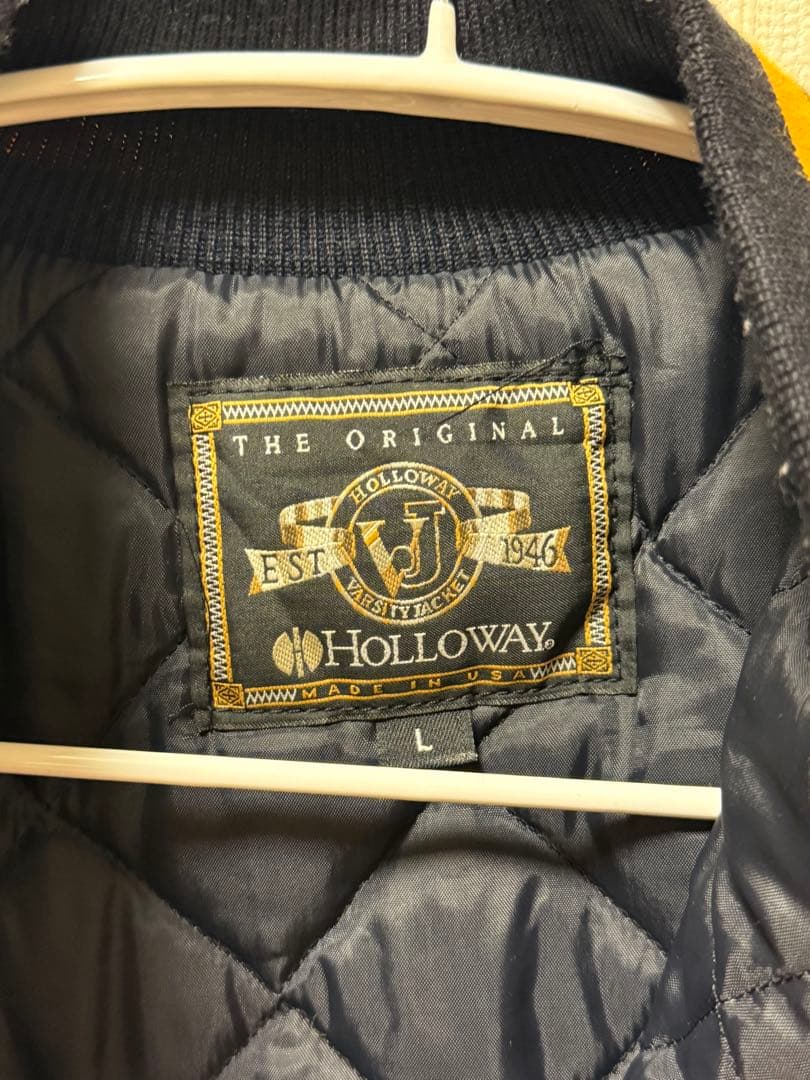 THE ORIGINAL
HOLLOWAY
VJ
EST 1946
VARSITY JACKET
HOLLOWAY®
MADE IN USA
L